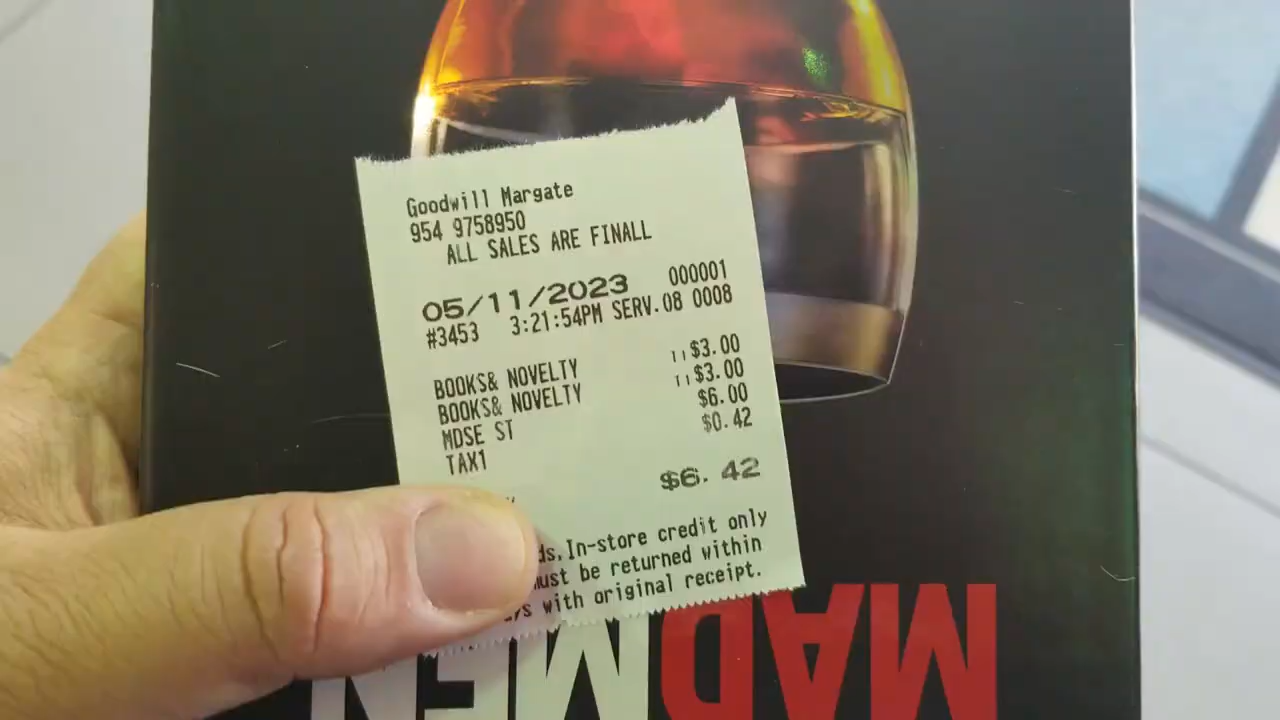 Goodwill Margate
954 9758950
ALL SALES ARE FINALL
05/11/2023 000001
#3453 3:21:54PM SERV.08 0008
BOOKS& NOVELTY $3.00
BOOKS& NOVELTY $3.00
MDSE ST $6.00
TAX1 $0.42
$6.42
In-store credit only
must be returned within
with original receipt.
MAD MEN